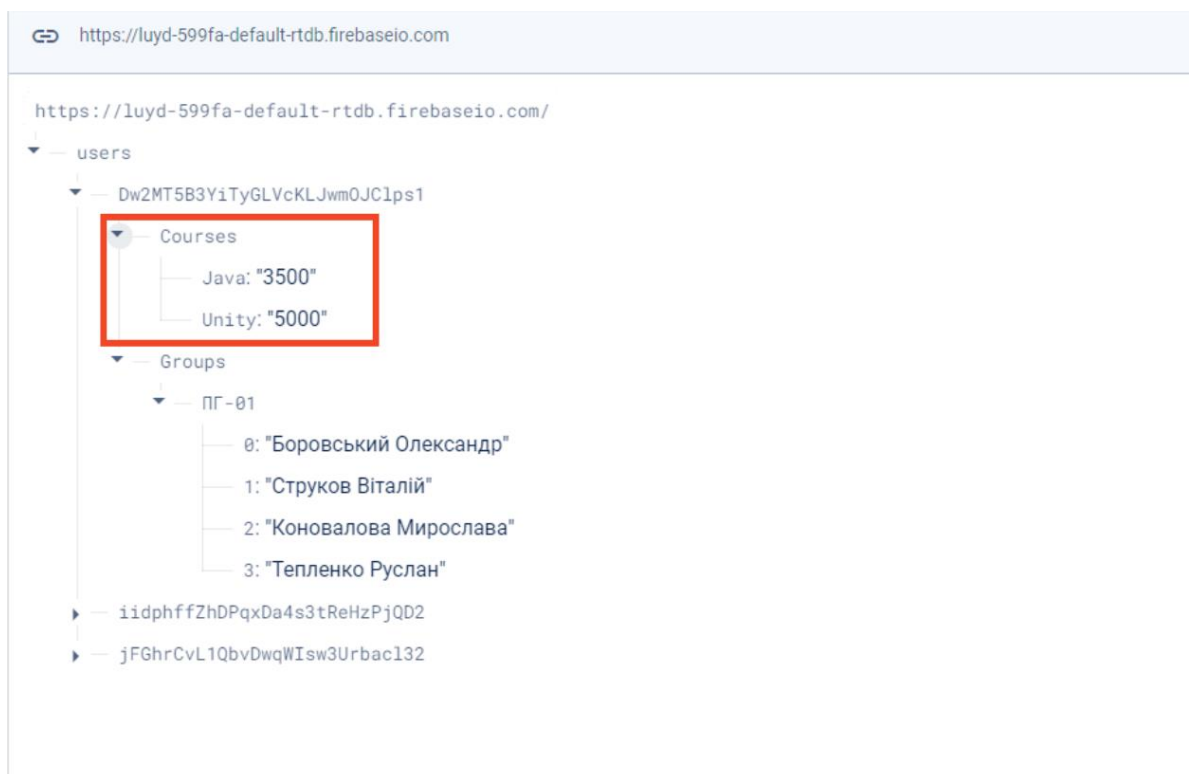 https://luyd-599fa-default-rtdb.firebaseio.com
https://luyd-599fa-default-rtdb.firebaseio.com/
users
Dw2MT5B3YiTyGLVcKLJwmOJClps1
Courses
Java: "3500"
Unity: "5000"
Groups
ПГ-01
0: "Боровський Олександр"
1: "Струков Віталій"
2: "Коновалова Мирослава"
3: "Тепленко Руслан"
iidphffZhDPqxDa4s3tReHzPjQD2
jFGhrCvL1QbvDwqWIsw3Urbacl32